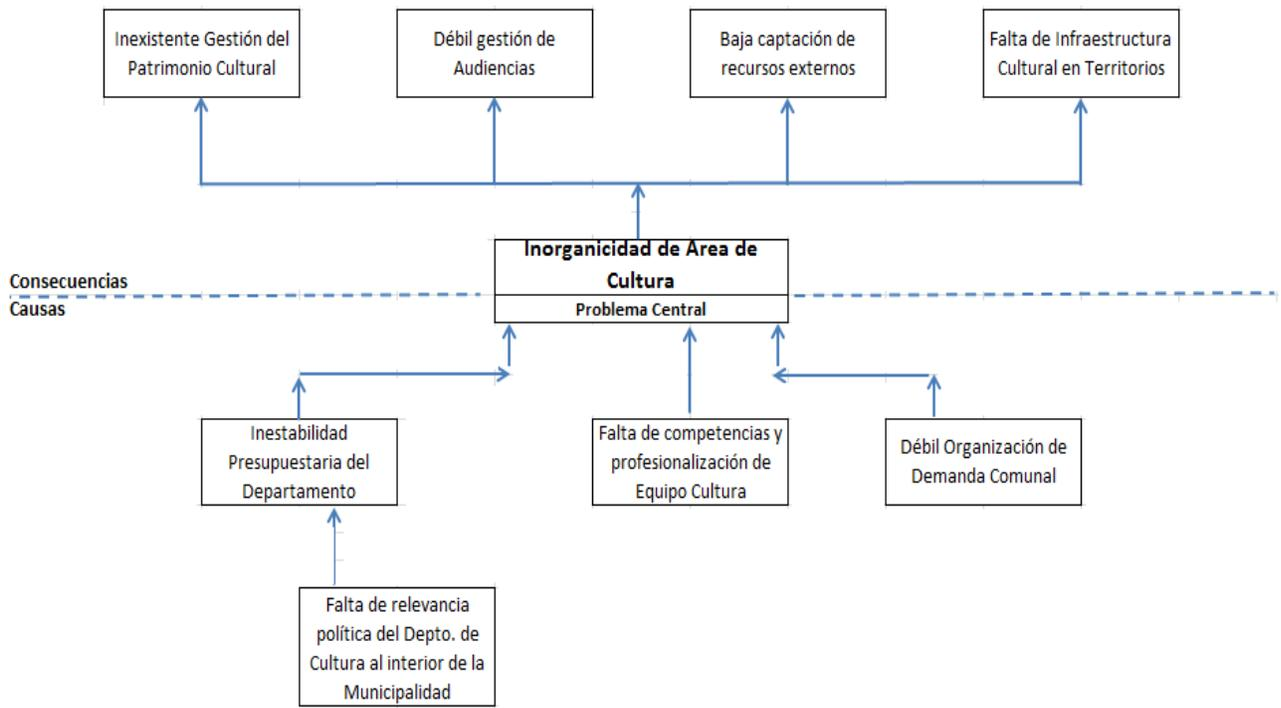 Inexistente Gestión del
Patrimonio Cultural
Débil gestión de
Audiencias
Baja captación de
recursos externos
Falta de Infraestructura
Cultural en Territorios
Inorganicidad de Area de
Cultura
Problema Central
Consecuencias
Causas
Inestabilidad
Presupuestaria del
Departamento
Falta de competencias y
profesionalización de
Equipo Cultura
Débil Organización de
Demanda Comunal
Falta de relevancia
política del Depto. de
Cultura al interior de la
Municipalidad